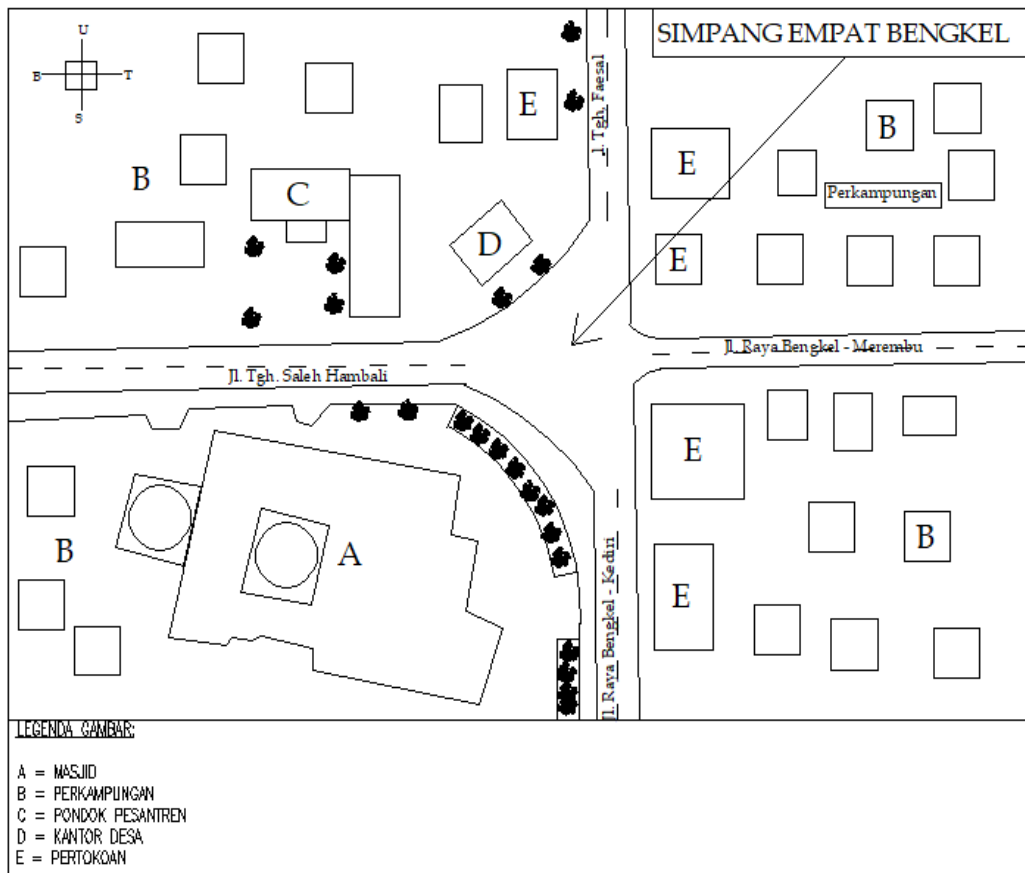 SIMPANG EMPAT BENGKEL
U
B T
S
E
Jl. Tgh. Faesal
B
E
B
C
Perkampungan
D
E
Jl. Raya Bengkel - Merembu
Jl. Tgh. Saleh Hambali
E
B
A
B
E
Jl. Raya Bengkel - Kediri
LEGENDA GAMBAR:
A = MASJID
B = PERKAMPUNGAN
C = PONDOK PESANTREN
D = KANTOR DESA
E = PERTOKOAN